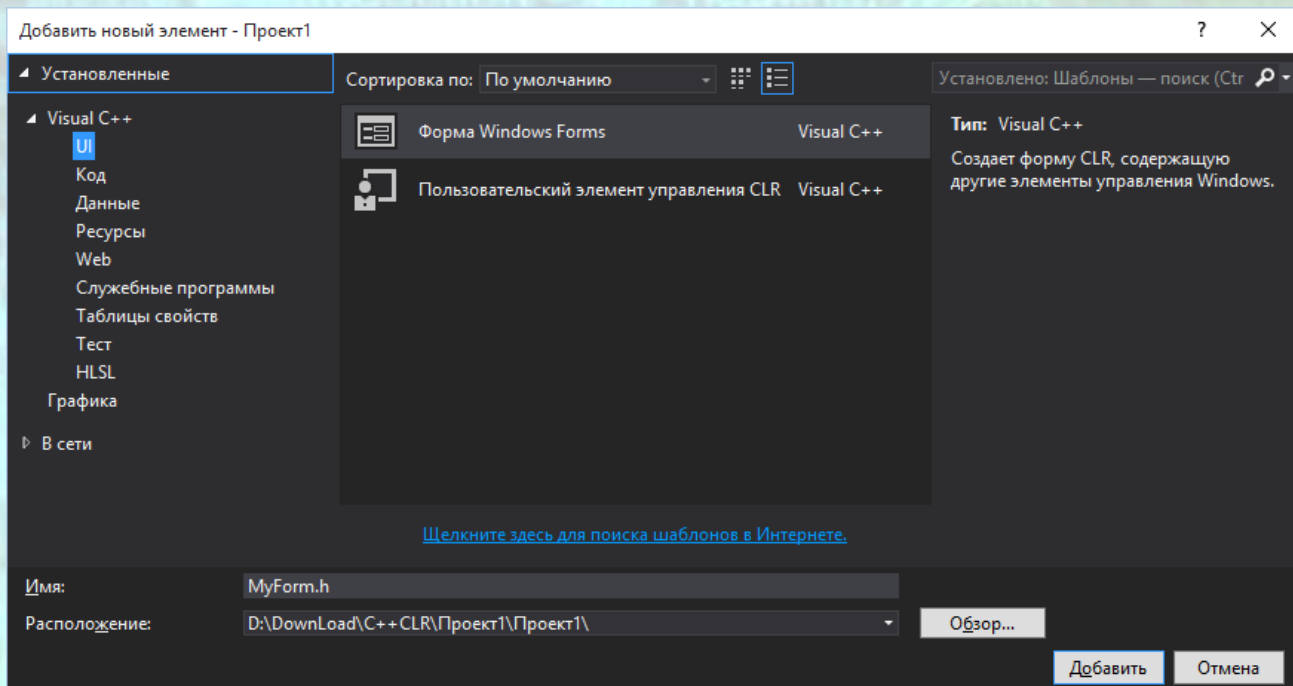 Добавить новый элемент - Проект1
?
Установленные
Сортировка по: По умолчанию
Установлено: Шаблоны — поиск (Ctr
Visual C++
UI
Код
Данные
Ресурсы
Web
Служебные программы
Таблицы свойств
Тест
HLSL
Графика
В сети
Форма Windows Forms Visual C++
Пользовательский элемент управления CLR Visual C++
Тип: Visual C++
Создает форму CLR, содержащую
другие элементы управления Windows.
Щелкните здесь для поиска шаблонов в Интернете.
Имя: MyForm.h
Расположение: D:\DownLoad\C++CLR\Проект1\Проект1\
Обзор...
Добавить Отмена